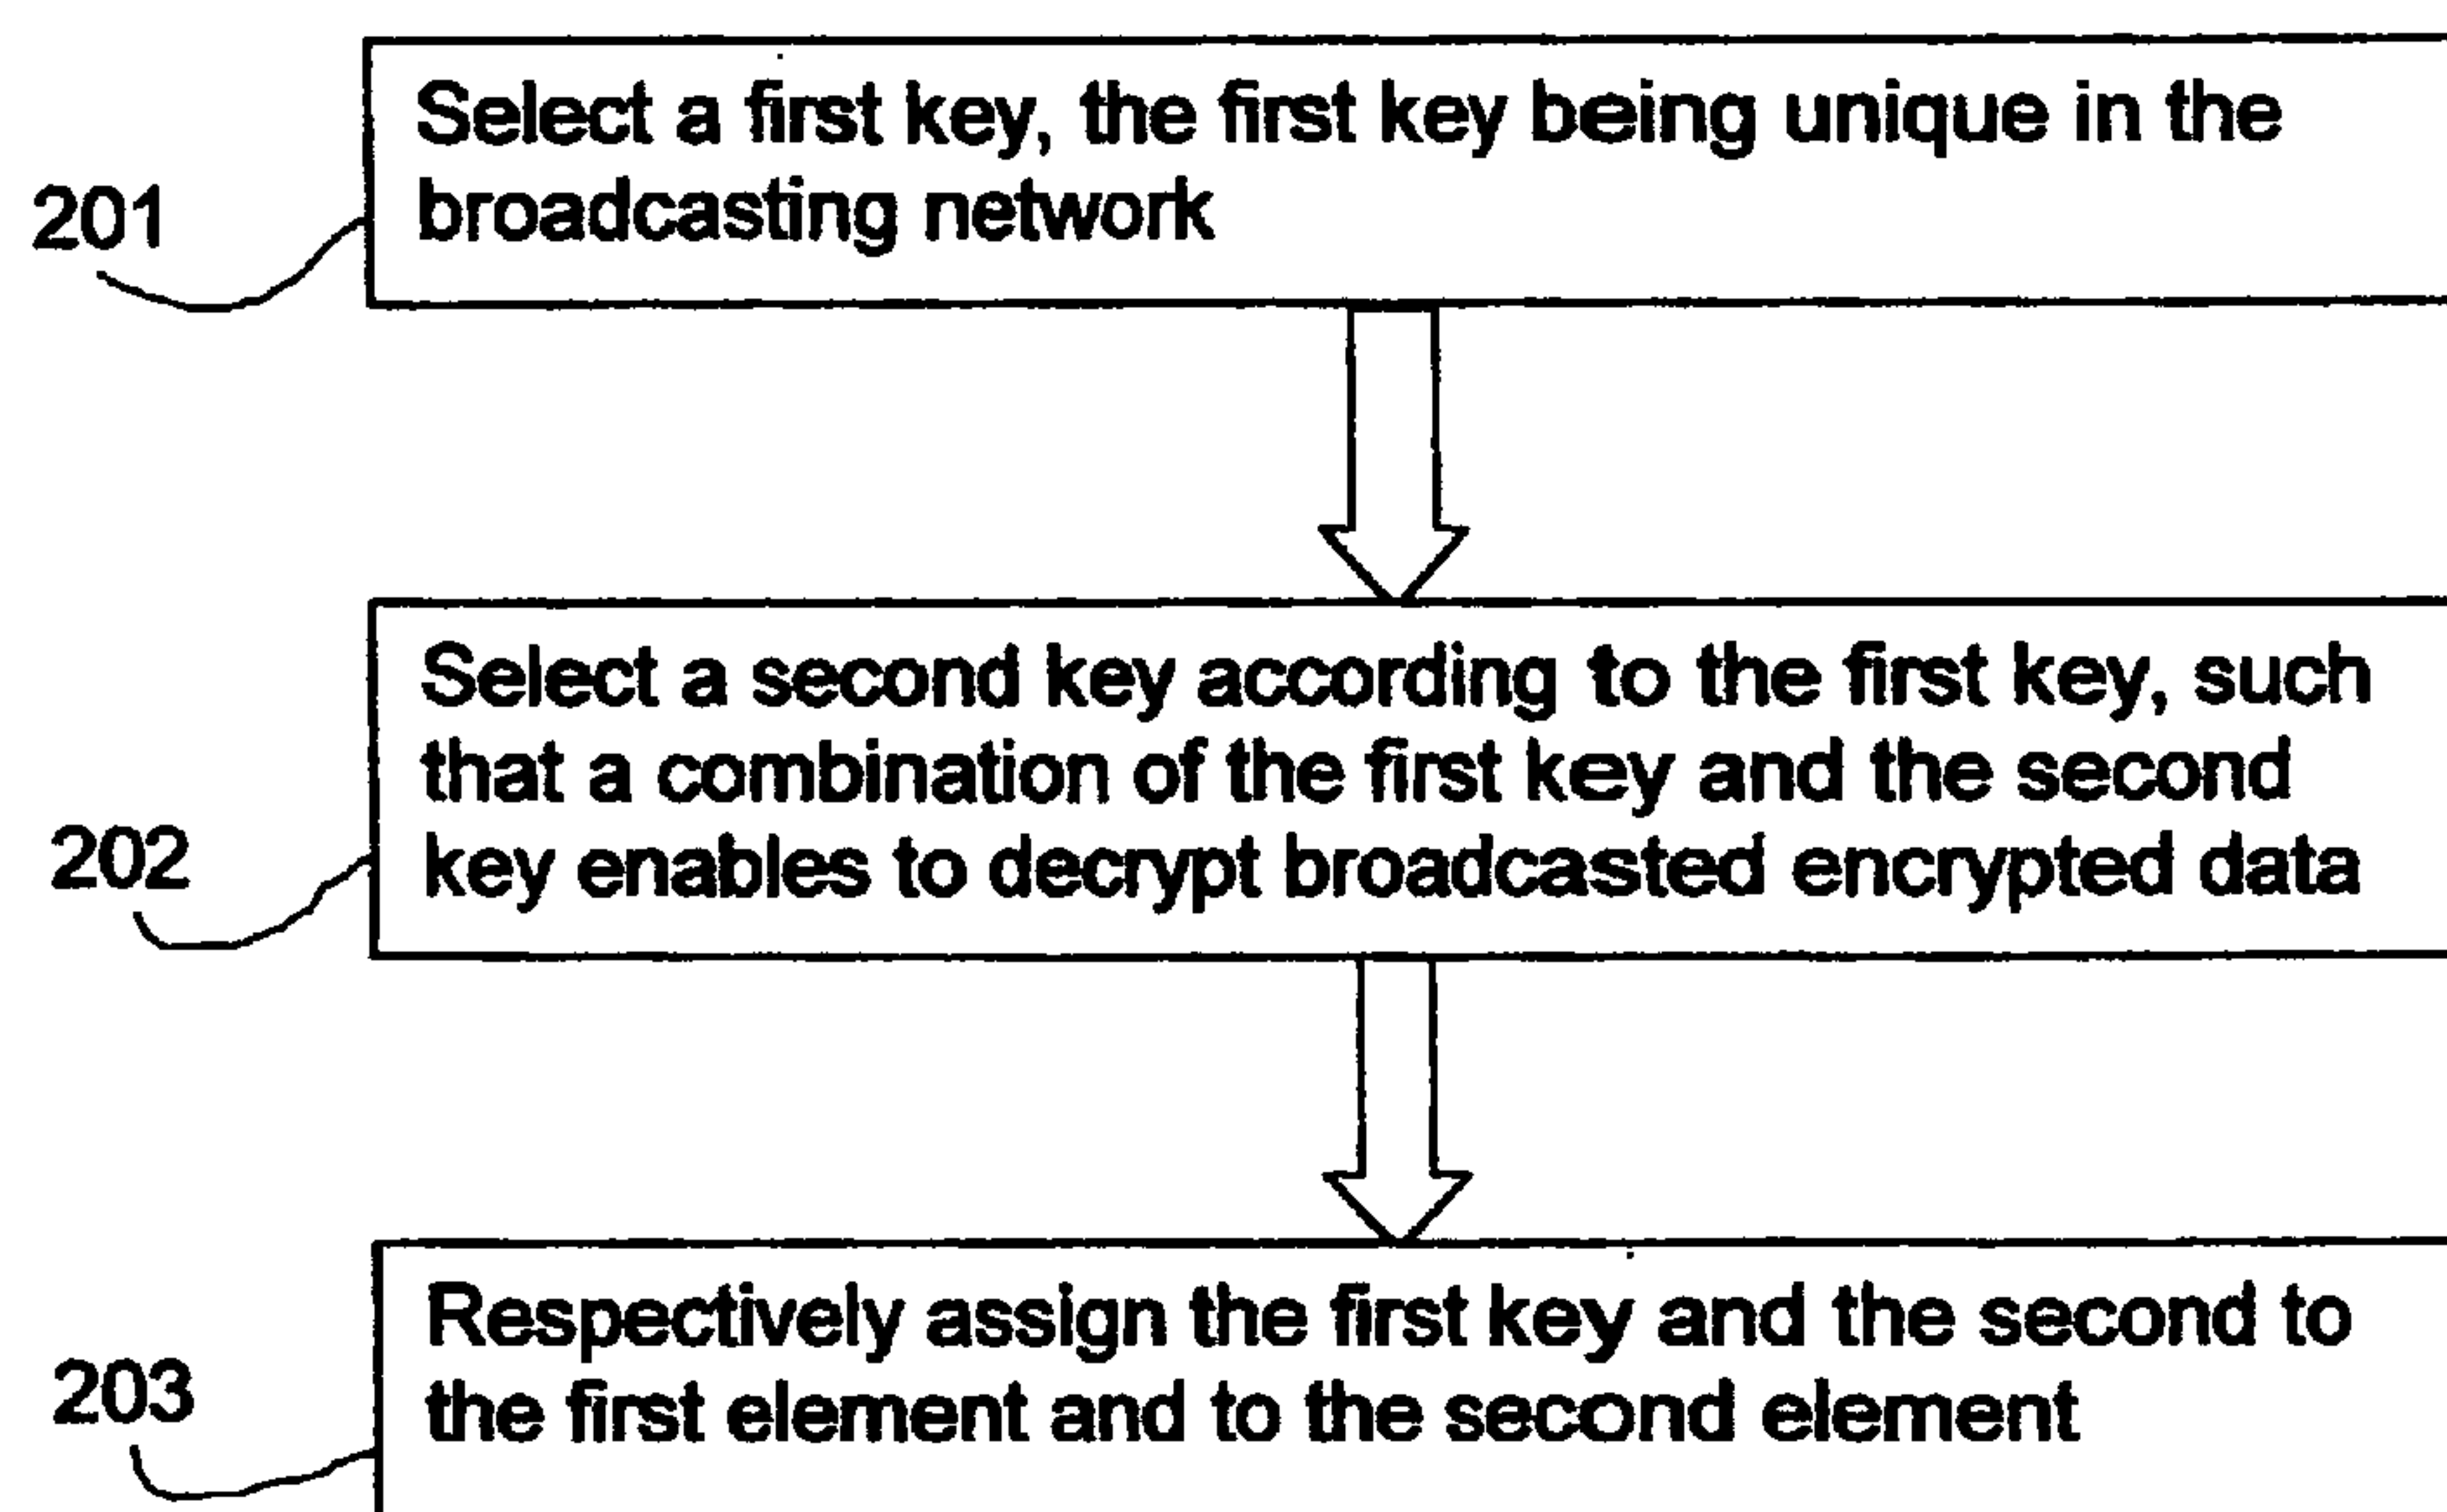 Select a first key, the first key being unique in the
broadcasting network
201
Select a second key according to the first key, such
that a combination of the first key and the second
key enables to decrypt broadcasted encrypted data
202
Respectively assign the first key and the second to
the first element and to the second element
203